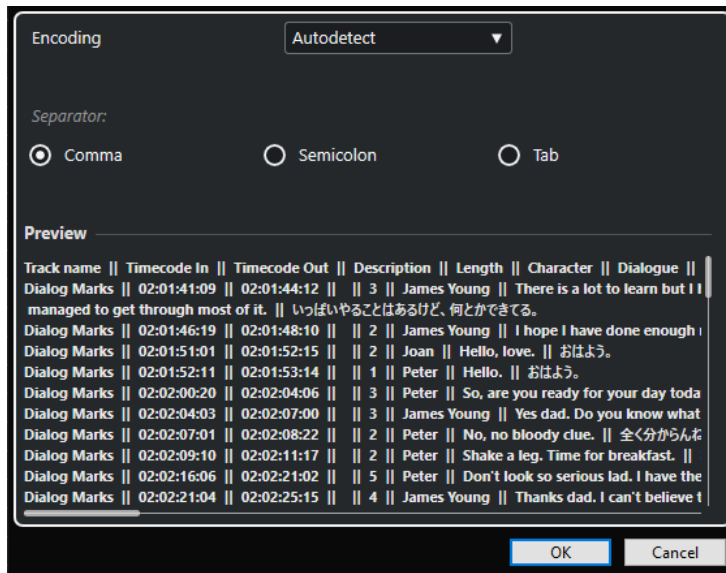 Encoding Autodetect
Separator:
Comma Semicolon Tab
Preview
Track name || Timecode In || Timecode Out || Description || Length || Character || Dialogue ||
Dialog Marks || 02:01:41:09 || 02:01:44:12 || || 3 || James Young || There is a lot to learn but I
managed to get through most of it. || いっぱいやることはあるけど、何とかできてる。
Dialog Marks || 02:01:46:19 || 02:01:48:10 || || 2 || James Young || I hope I have done enough
Dialog Marks || 02:01:51:01 || 02:01:52:15 || || 2 || Joan || Hello, love. || おはよう。
Dialog Marks || 02:01:52:11 || 02:01:53:14 || || 1 || Peter || Hello. || おはよう。
Dialog Marks || 02:02:00:20 || 02:02:04:06 || || 3 || Peter || So, are you ready for your day toda
Dialog Marks || 02:02:04:03 || 02:02:07:00 || || 3 || James Young || Yes dad. Do you know what
Dialog Marks || 02:02:07:01 || 02:02:08:22 || || 2 || Peter || No, no bloody clue. || 全く分からんね
Dialog Marks || 02:02:09:10 || 02:02:11:17 || || 2 || Peter || Shake a leg. Time for breakfast. ||
Dialog Marks || 02:02:16:06 || 02:02:21:02 || || 5 || Peter || Don't look so serious lad. I have the
Dialog Marks || 02:02:21:04 || 02:02:25:15 || || 4 || James Young || Thanks dad. I can't believe t
OK Cancel